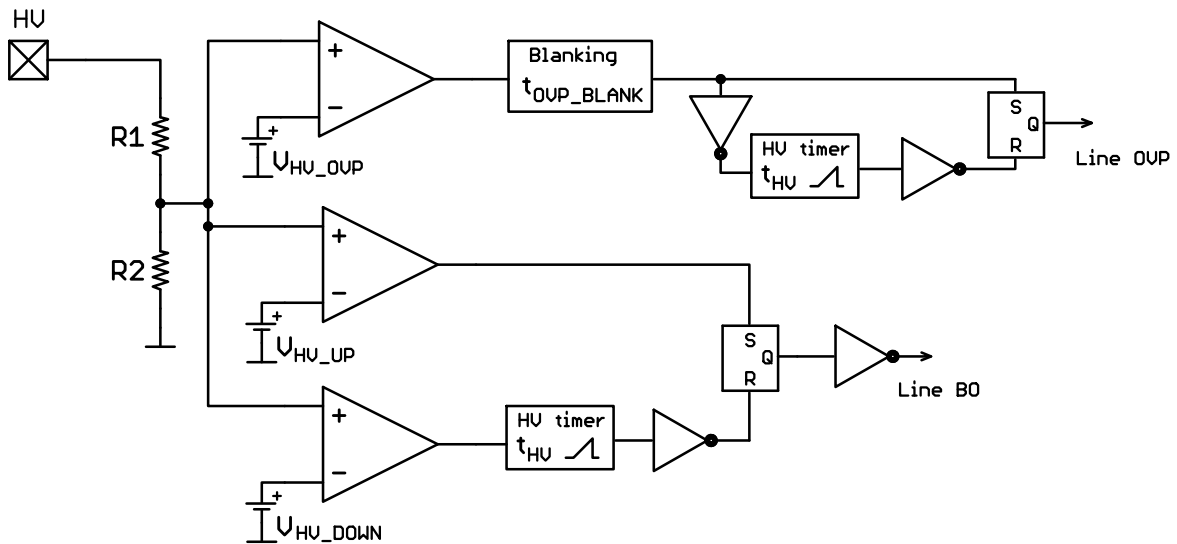 HV
R1
R2
+
−
+
VHV_OVP
Blanking
tOVP_BLANK
HV timer
tHV
S
Q
R
Line OVP
+
−
+
VHV_UP
S
Q
R
Line BO
+
−
+
VHV_DOWN
HV timer
tHV